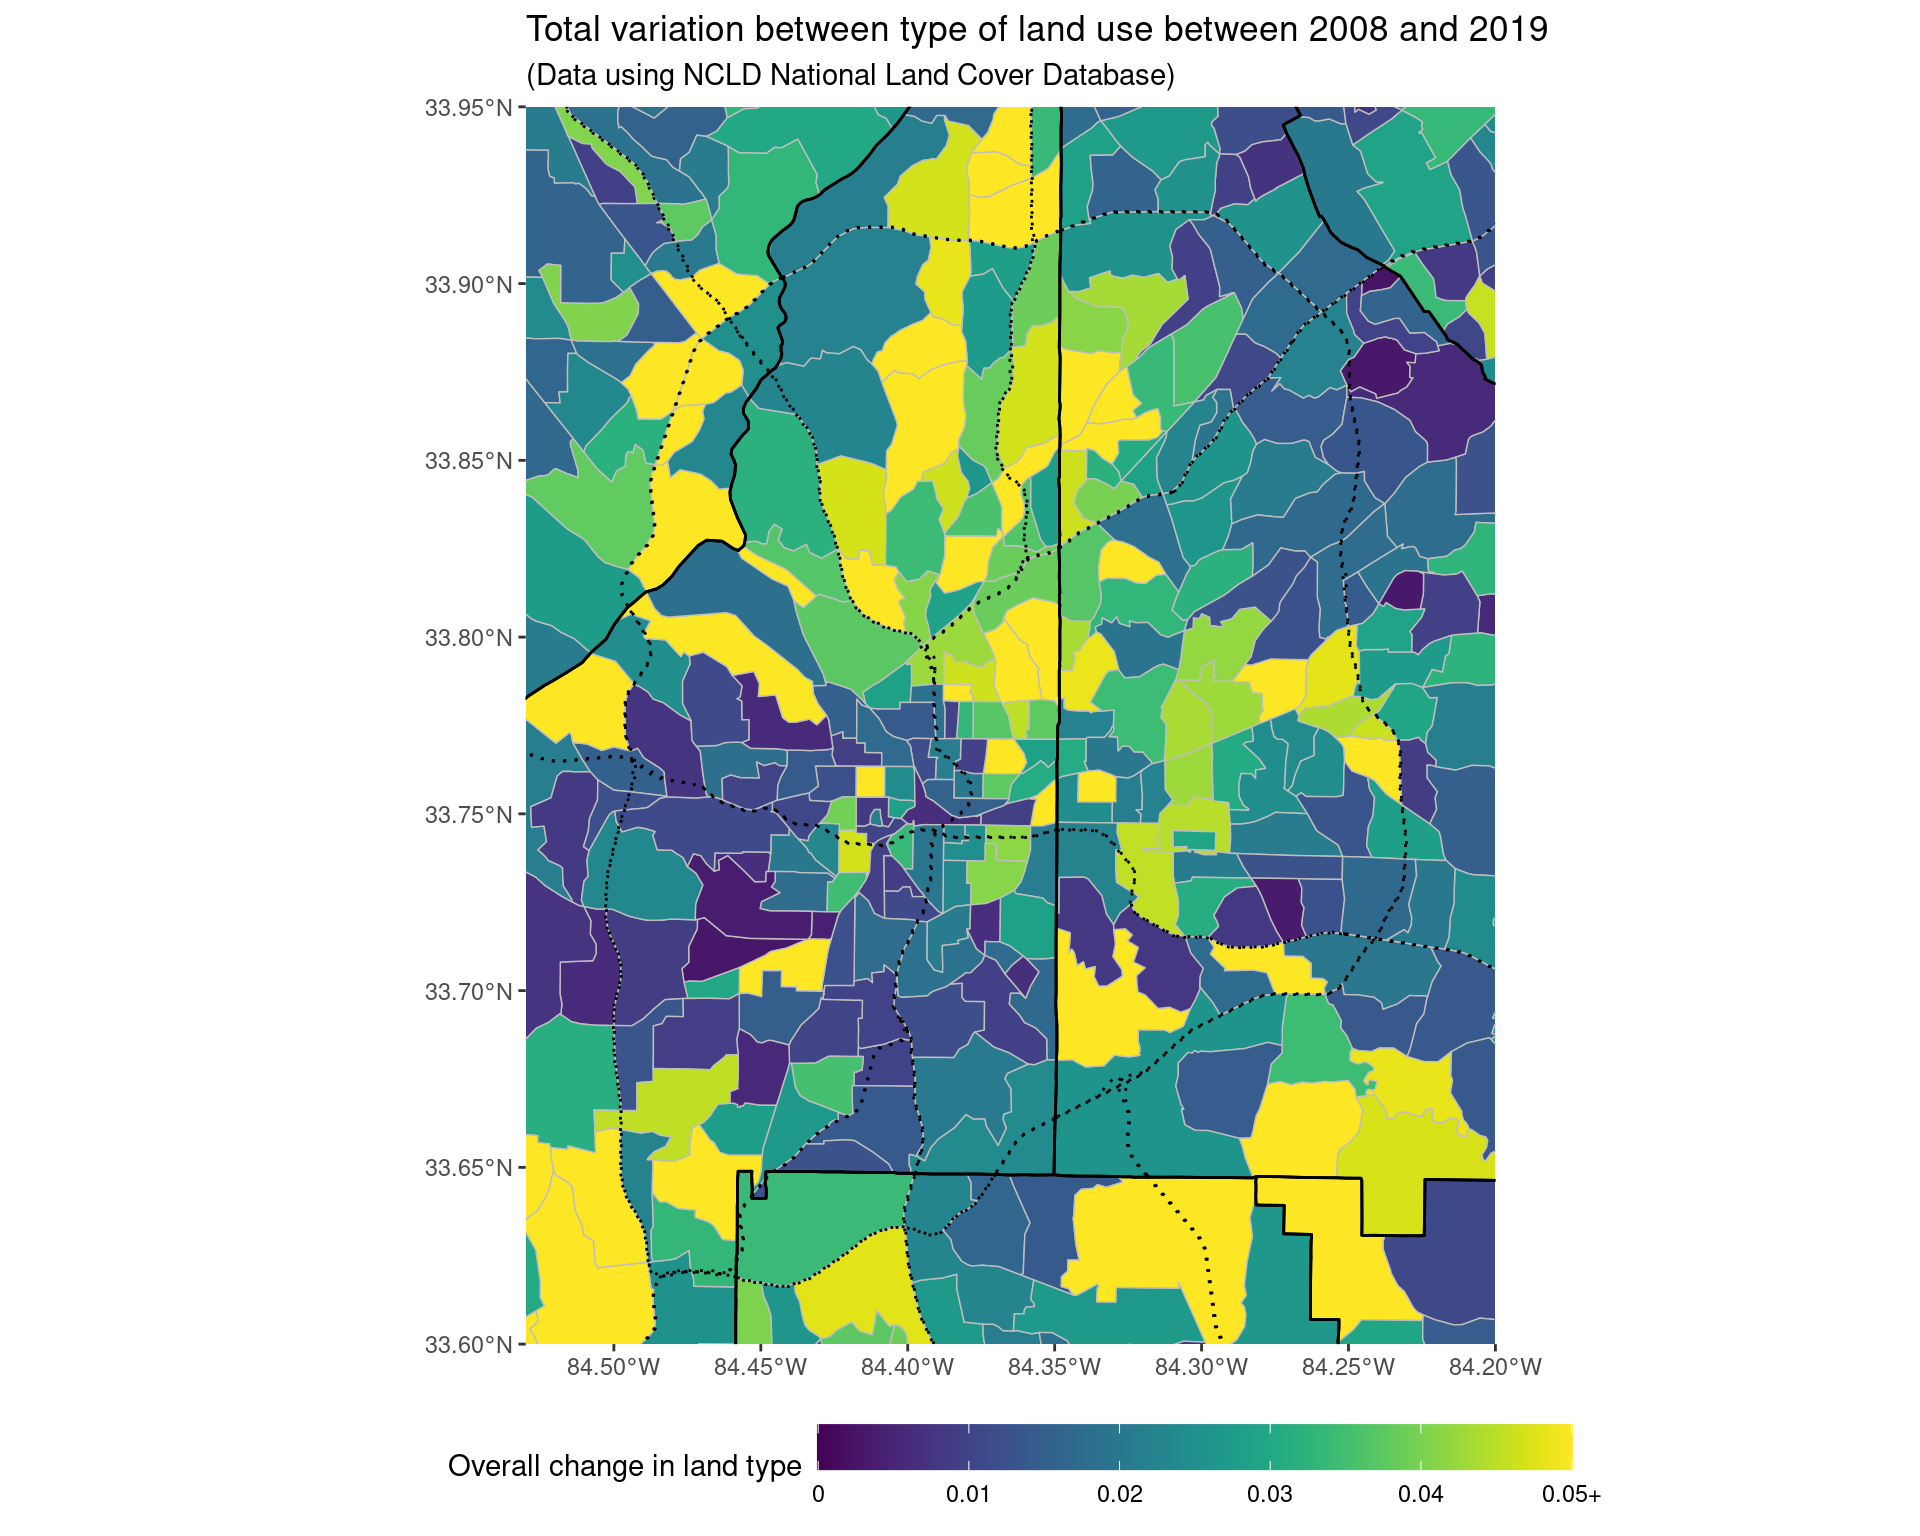 Total variation between type of land use between 2008 and 2019
(Data using NCLD National Land Cover Database)
33.95°N
33.90°N
33.85°N
33.80°N
33.75°N
33.70°N
33.65°N
33.60°N
84.50°W 84.45°W 84.40°W 84.35°W 84.30°W 84.25°W 84.20°W
Overall change in land type
0 0.01 0.02 0.03 0.04 0.05+